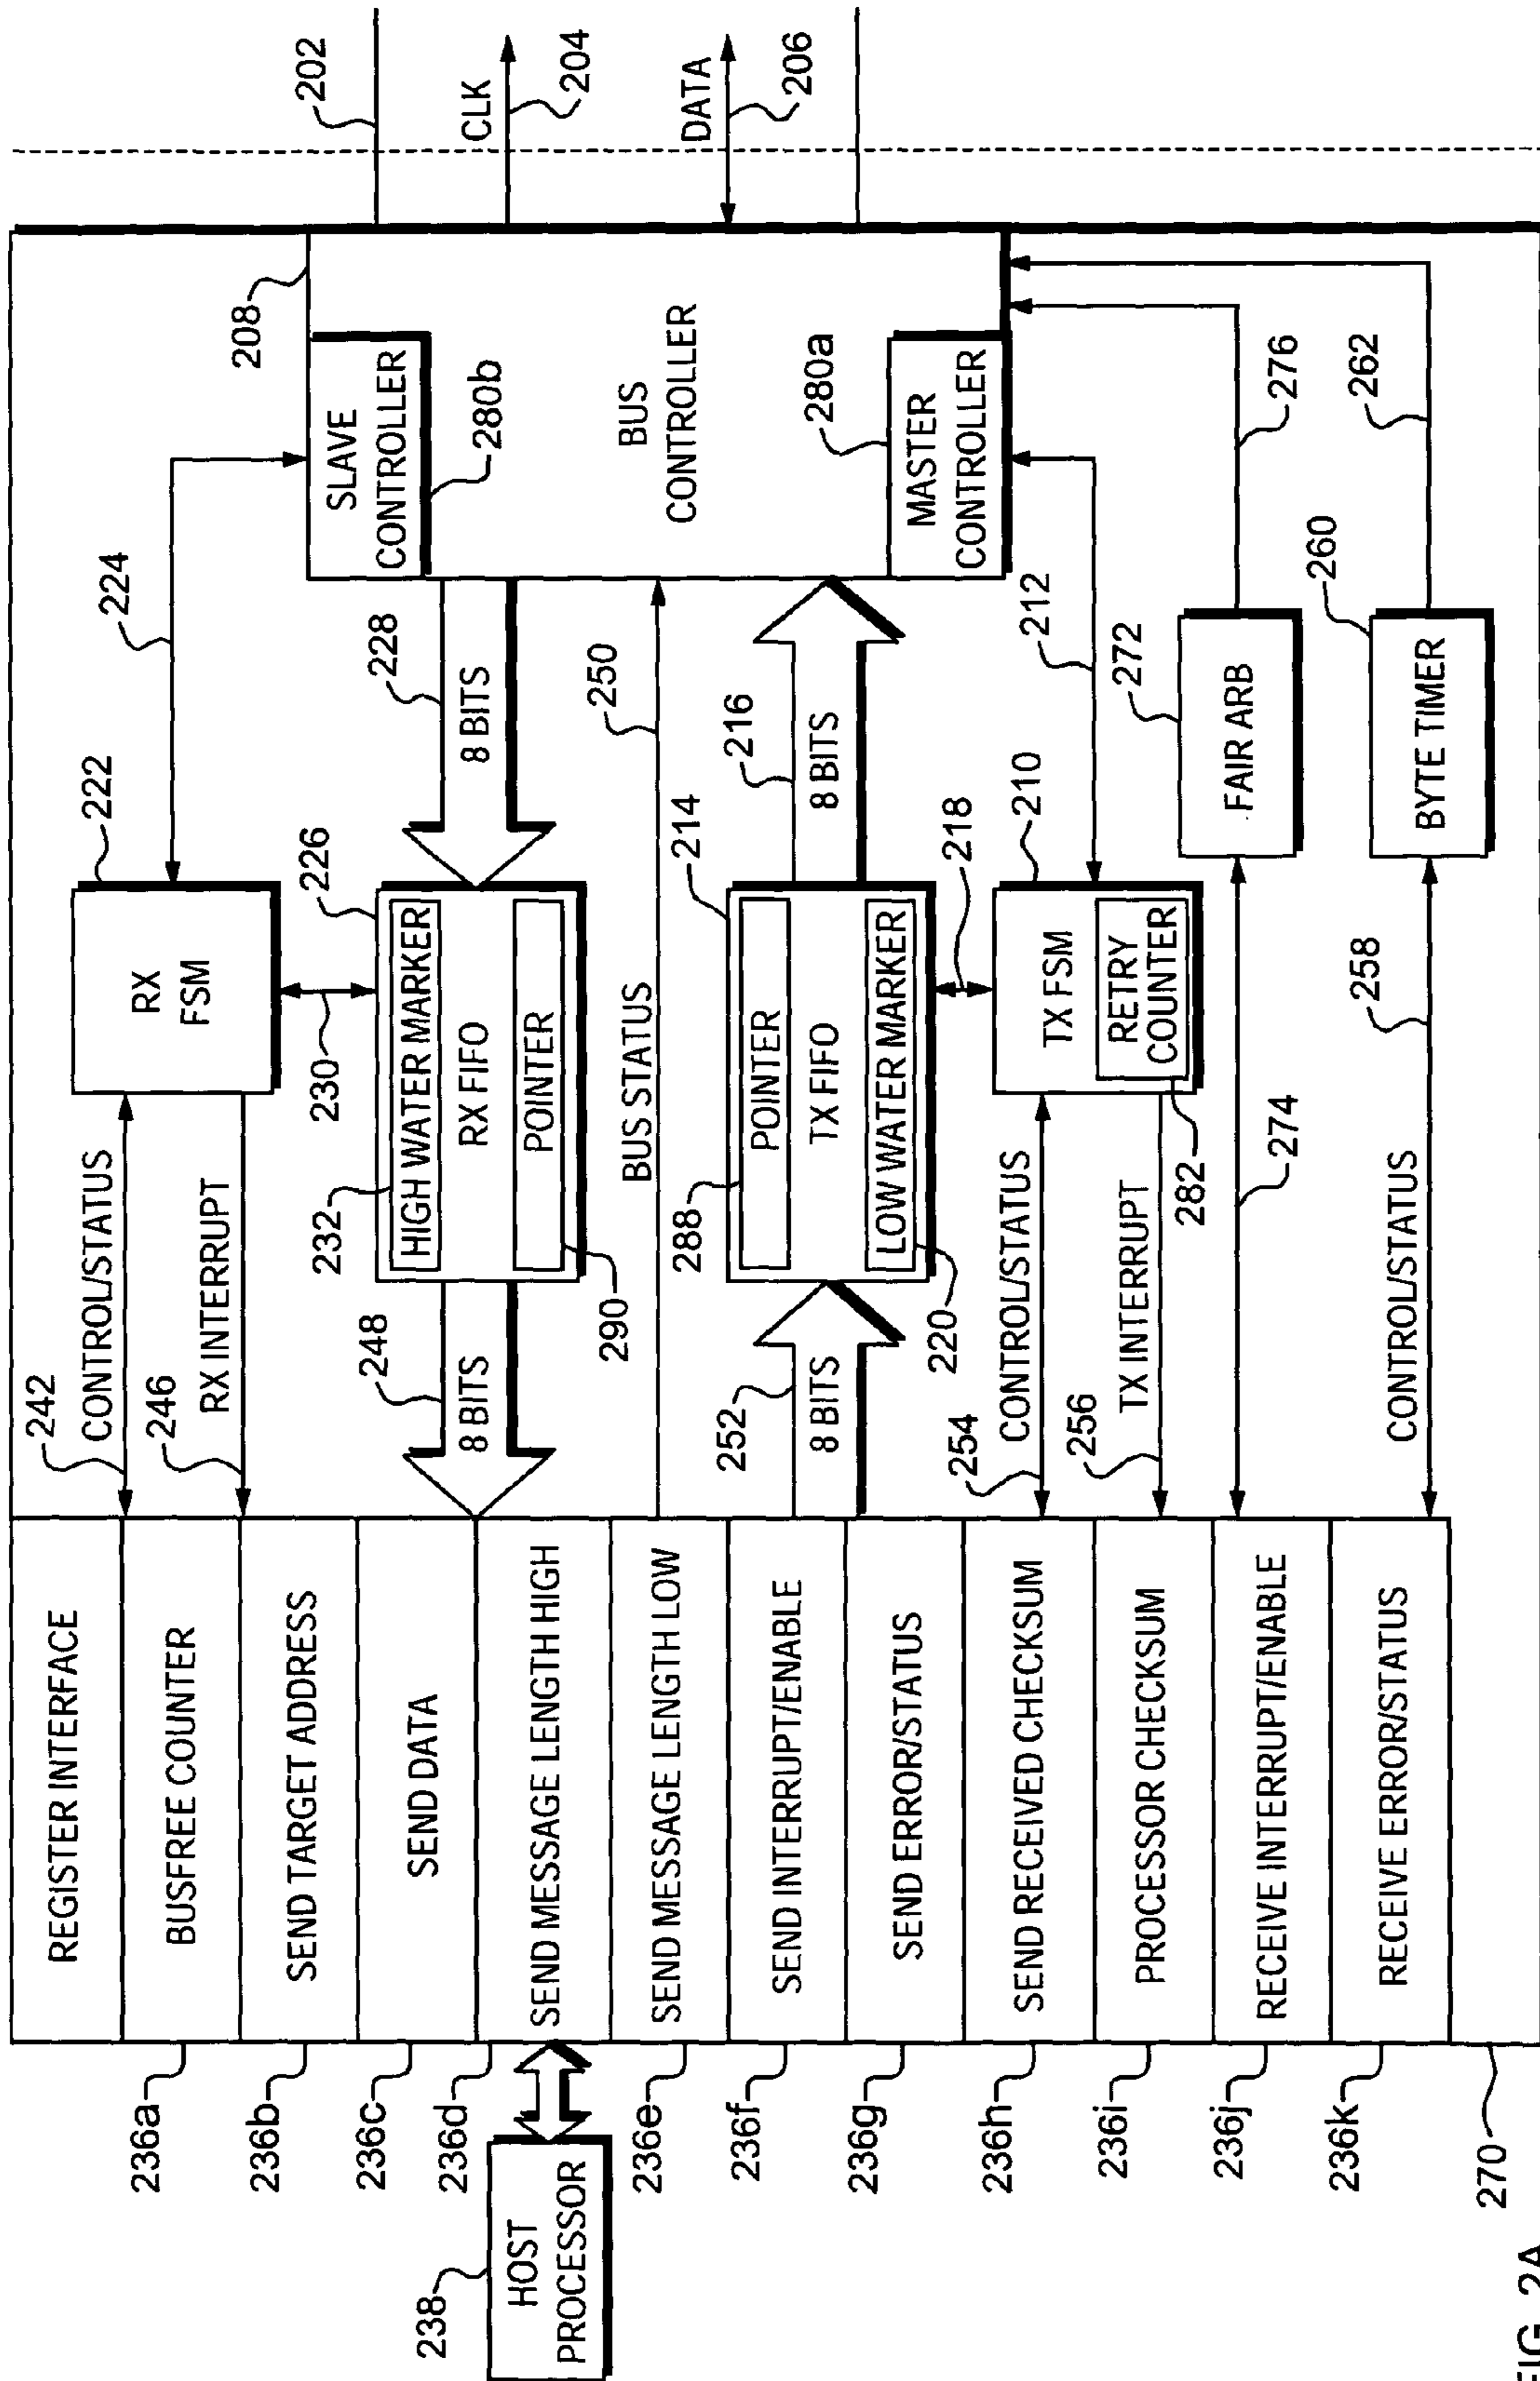 202
CLK
204
DATA
206
208
SLAVE
CONTROLLER
280b
BUS
CONTROLLER
280a
MASTER
CONTROLLER
224
228
8 BITS
250
216
8 BITS
212
276
262
222
RX
FSM
230
226
HIGH WATER MARKER
RX FIFO
POINTER
232
290
BUS STATUS
214
POINTER
TX FIFO
LOW WATER MARKER
288
220
218
210
TX FSM
RETRY
COUNTER
282
272
FAIR ARB
260
BYTE TIMER
242
CONTROL/STATUS
246
RX INTERRUPT
248
8 BITS
252
8 BITS
254
CONTROL/STATUS
256
TX INTERRUPT
274
258
CONTROL/STATUS
REGISTER INTERFACE
BUSFREE COUNTER
SEND TARGET ADDRESS
SEND DATA
SEND MESSAGE LENGTH HIGH
SEND MESSAGE LENGTH LOW
SEND INTERRUPT/ENABLE
SEND ERROR/STATUS
SEND RECEIVED CHECKSUM
PROCESSOR CHECKSUM
RECEIVE INTERRUPT/ENABLE
RECEIVE ERROR/STATUS
236a
236b
236c
236d
236e
236f
236g
236h
236i
236j
236k
270
238
HOST
PROCESSOR
FIG. 2A